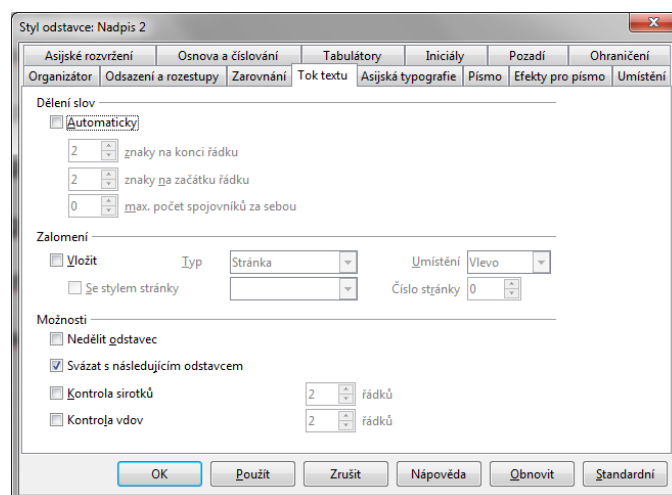 Styl odstavce: Nadpis 2
Asijské rozvržení Osnova a číslování Tabulátory Iniciály Pozadí Ohraničení
Organizátor Odsazení a rozestupy Zarovnání Tok textu Asijská typografie Písmo Efekty pro písmo Umístění
Dělení slov
Automaticky
2 znaky na konci řádku
2 znaky na začátku řádku
0 max. počet spojovníků za sebou
Zalomení
Vložit Typ Stránka Umístění Vlevo
Se stylem stránky Číslo stránky 0
Možnosti
Nedělit odstavec
Svázat s následujícím odstavcem
Kontrola sirotků 2 řádků
Kontrola vdov 2 řádků
OK Použít Zrušit Nápověda Obnovit Standardní